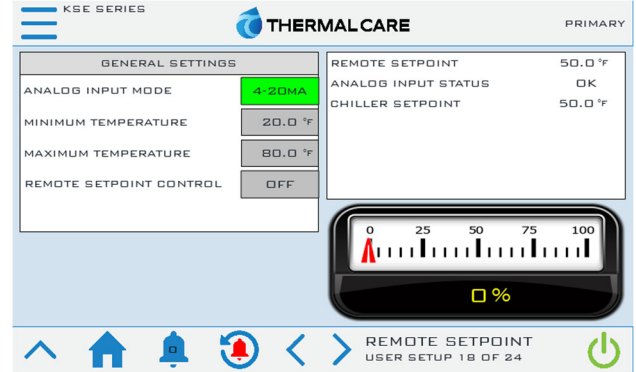 KSE SERIES
THERMAL CARE
PRIMARY
GENERAL SETTINGS
ANALOG INPUT MODE 4-20MA
MINIMUM TEMPERATURE 20.0 °F
MAXIMUM TEMPERATURE 80.0 °F
REMOTE SETPOINT CONTROL OFF
REMOTE SETPOINT 50.0 °F
ANALOG INPUT STATUS OK
CHILLER SETPOINT 50.0 °F
0 25 50 75 100
0 %
0
REMOTE SETPOINT
USER SETUP 18 OF 24